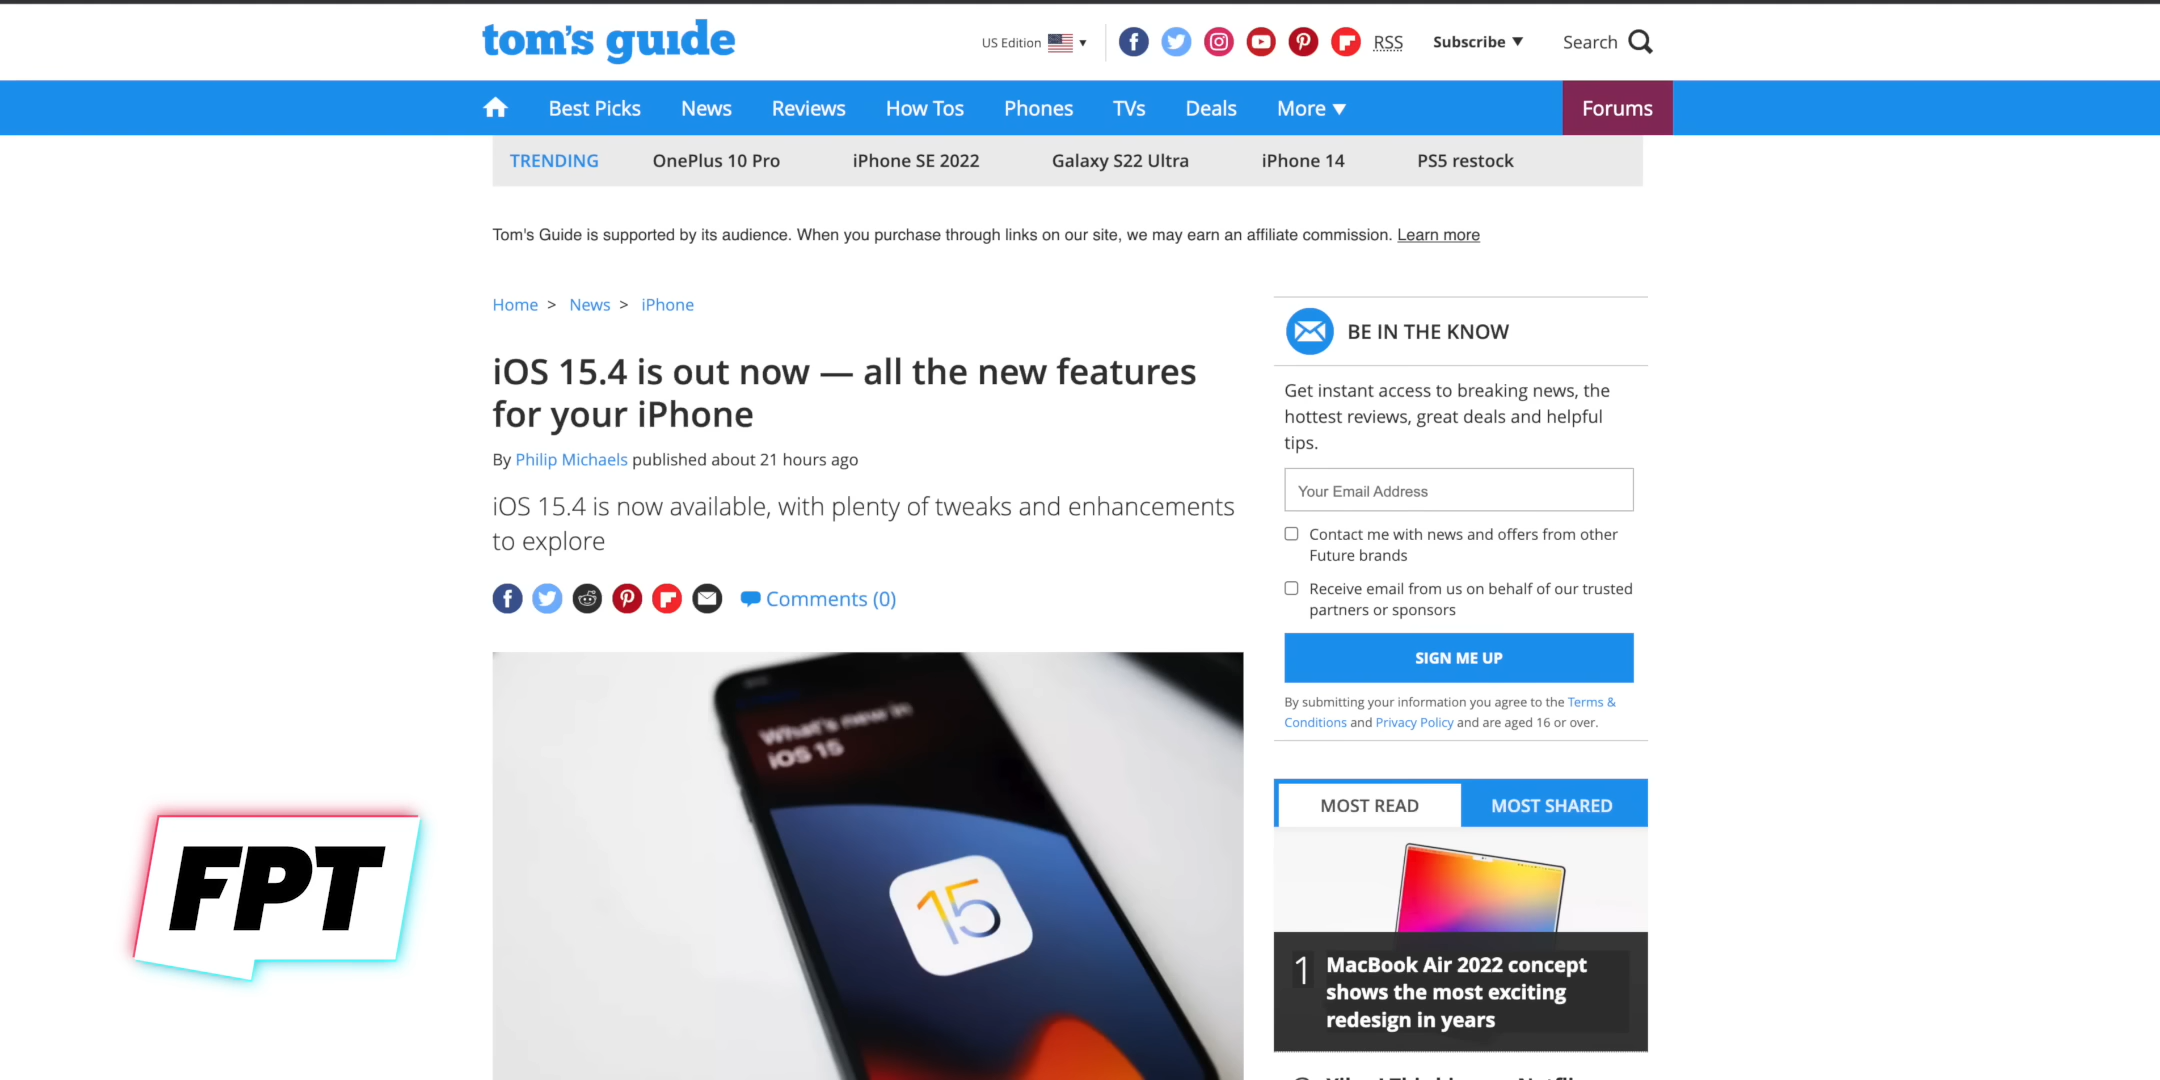 tom's guide
US Edition
RSS
Subscribe
Search
Best Picks
News
Reviews
How Tos
Phones
TVs
Deals
More
Forums
TRENDING
OnePlus 10 Pro
iPhone SE 2022
Galaxy S22 Ultra
iPhone 14
PS5 restock
Tom's Guide is supported by its audience. When you purchase through links on our site, we may earn an affiliate commission. Learn more
Home > News > iPhone
iOS 15.4 is out now — all the new features
for your iPhone
By Philip Michaels published about 21 hours ago
iOS 15.4 is now available, with plenty of tweaks and enhancements
to explore
Comments (0)
What's new in
iOS 15
15
FPT
BE IN THE KNOW
Get instant access to breaking news, the
hottest reviews, great deals and helpful
tips.
Your Email Address
Contact me with news and offers from other
Future brands
Receive email from us on behalf of our trusted
partners or sponsors
SIGN ME UP
By submitting your information you agree to the Terms &
Conditions and Privacy Policy and are aged 16 or over.
MOST READ
MOST SHARED
1
MacBook Air 2022 concept
shows the most exciting
redesign in years